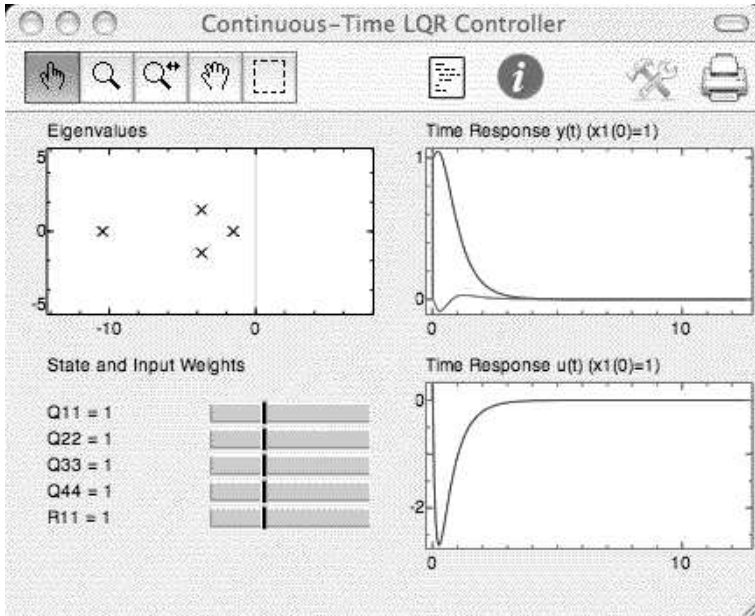 Continuous-Time LQR Controller
i
Eigenvalues
5
0
-5
-10
0
Time Response y(t) (x1(0)=1)
1
0
0
10
State and Input Weights
Q11 = 1
Q22 = 1
Q33 = 1
Q44 = 1
R11 = 1
Time Response u(t) (x1(0)=1)
0
-2
0
10